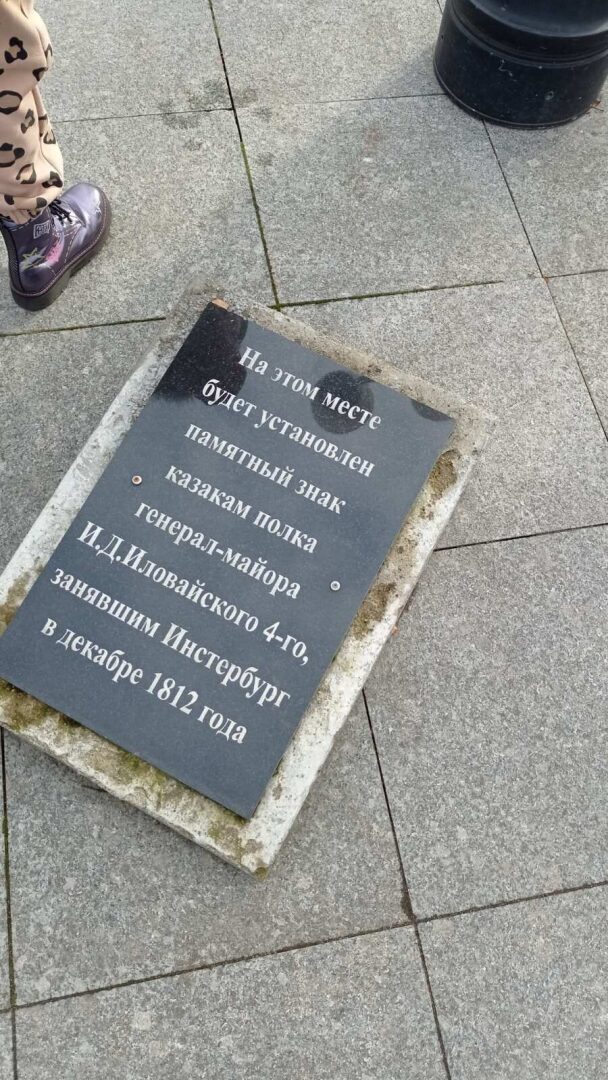 На этом месте
будет установлен
памятный знак
казакам полка
генерал-майора
И.Д.Иловайского 4-го,
занявшим Инстербург
в декабре 1812 года